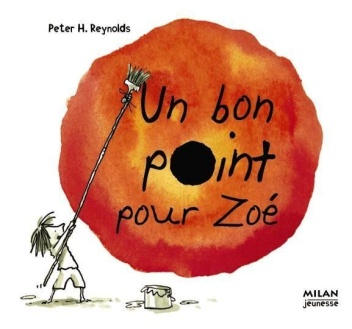 Peter H. Reynolds
Un bon
point
pour Zoé
MILAN
jeunesse